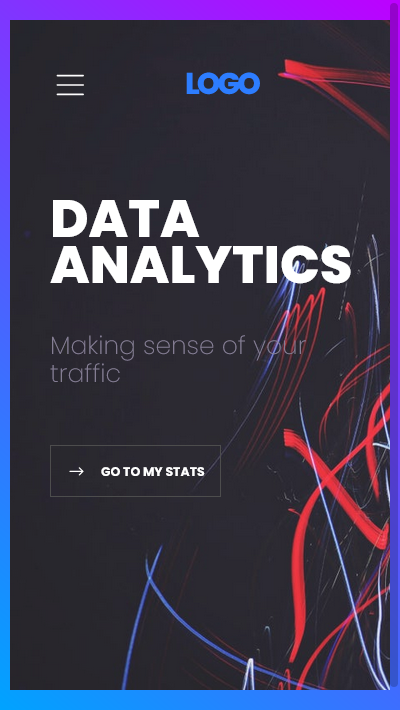 LOGO
DATA
ANALYTICS
Making sense of your
traffic
→ GO TO MY STATS